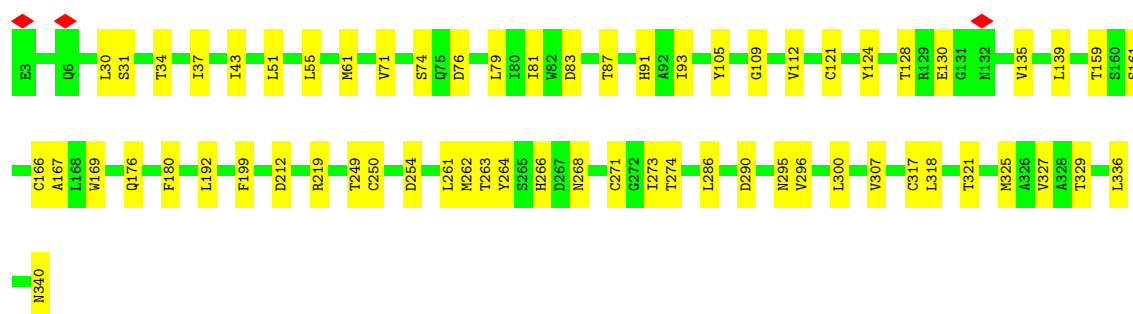 E3 Q6 L30 S31 T34 I37 I43 L51 L55 M61 V71 S74 Q75 D76 L79 I80 I81 W82 D83 T87 H91 A92 I93 Y105 G109 V112 C121 Y124 T128 R129 E130 G131 N132 V135 L139 T159 S160 S161
C166 A167 L168 W169 Q176 F180 L192 F199 D212 R219 T249 C250 D254 L261 M262 T263 Y264 S265 H266 D267 N268 C271 G272 I273 T274 L286 D290 N295 V296 L300 V307 C317 L318 T321 M325 A326 V327 A328 T329 L336
N340